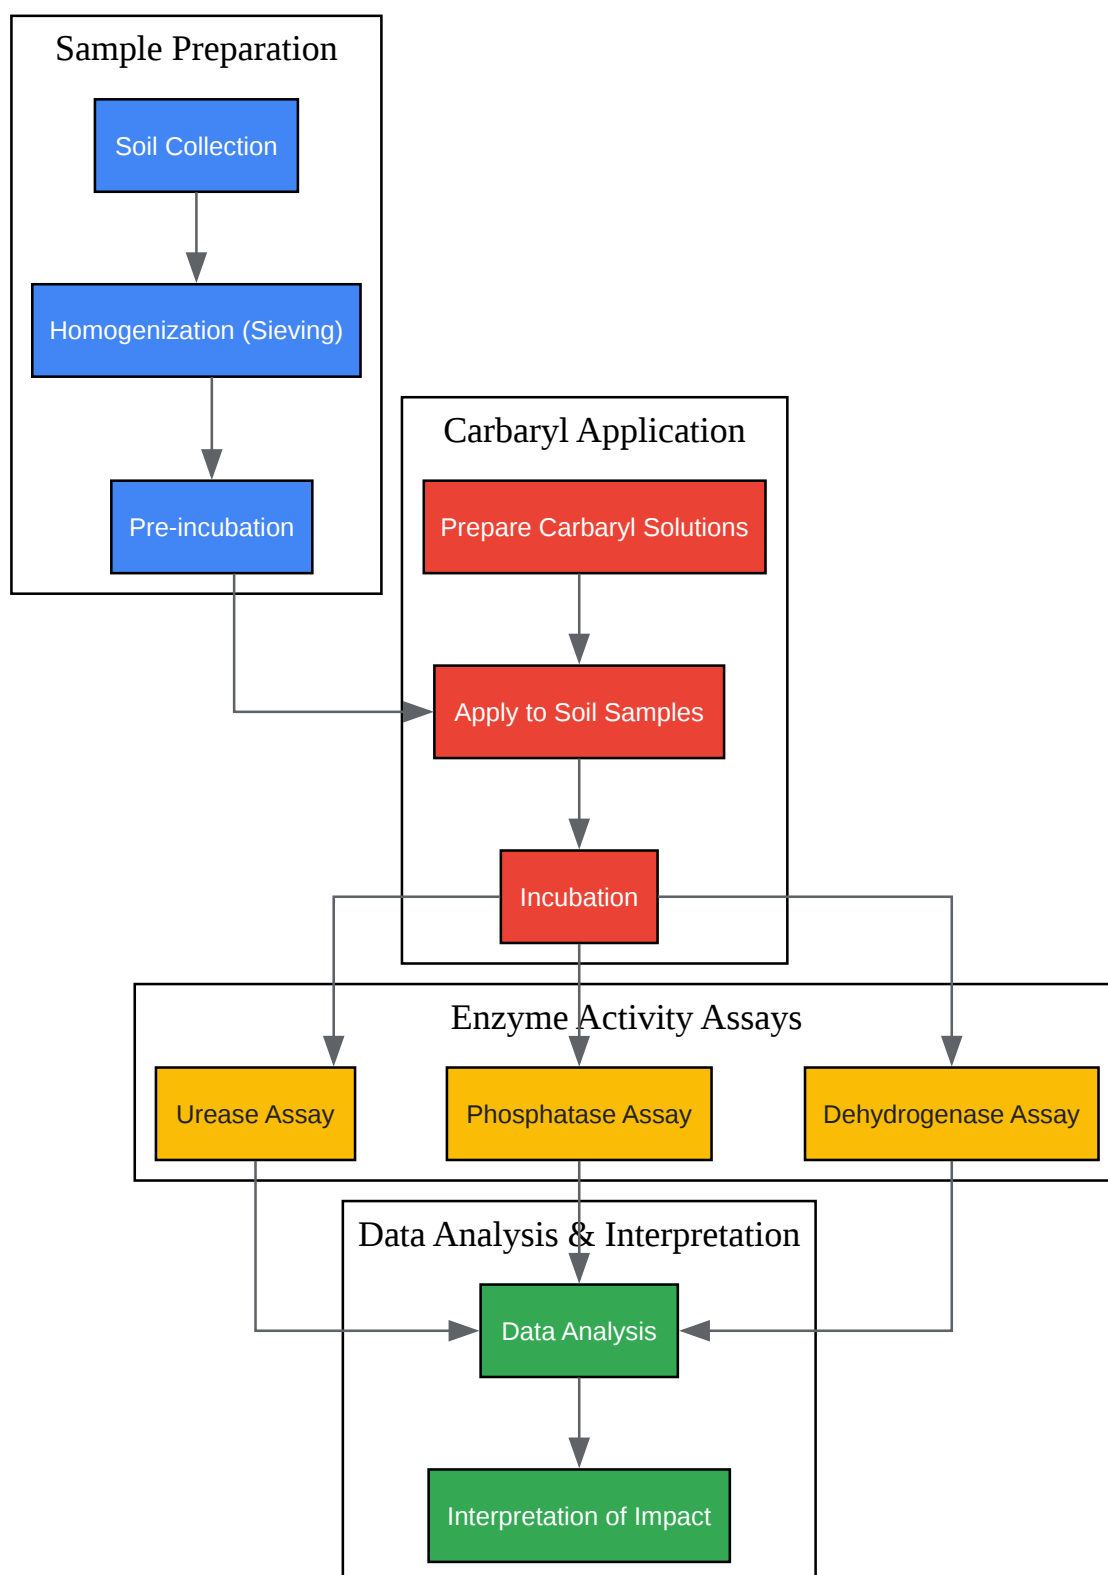 Sample Preparation
Soil Collection
Homogenization (Sieving)
Pre-incubation
Carbaryl Application
Prepare Carbaryl Solutions
Apply to Soil Samples
Incubation
Enzyme Activity Assays
Urease Assay
Phosphatase Assay
Dehydrogenase Assay
Data Analysis & Interpretation
Data Analysis
Interpretation of Impact